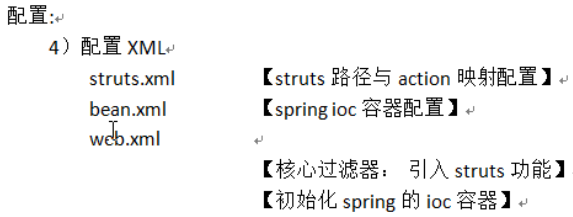 配置:
4）配置 XML
struts.xml 【struts 路径与 action 映射配置】
bean.xml 【spring ioc 容器配置】
web.xml
【核心过滤器： 引入 struts 功能】
【初始化 spring 的 ioc 容器】